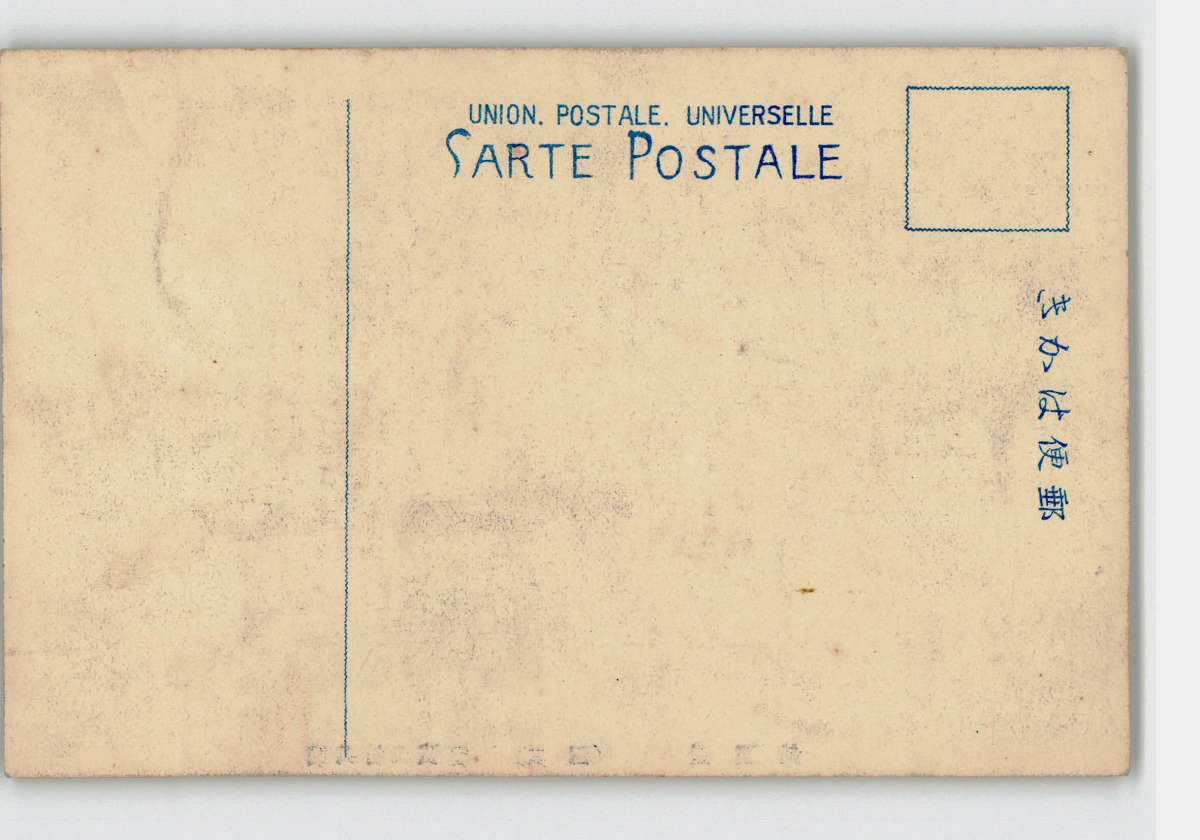 UNION. POSTALE. UNIVERSELLE
CARTE POSTALE
郵便はかき